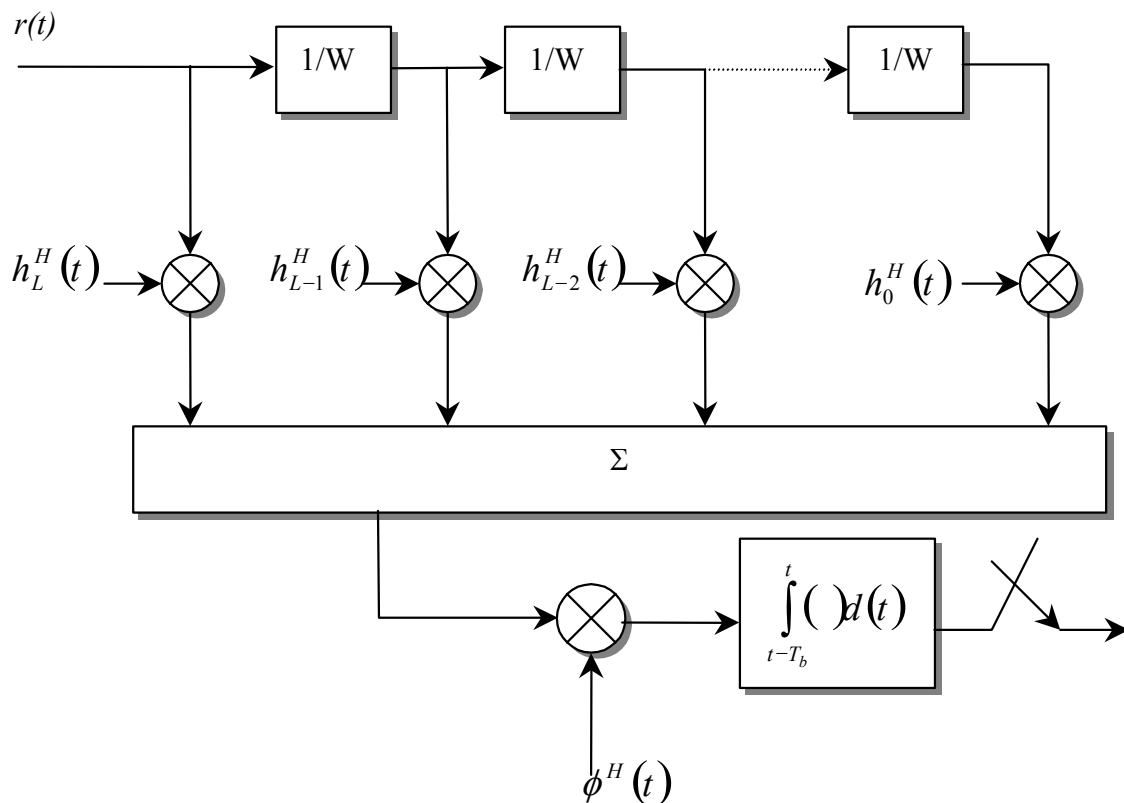 r(t)
1/W 1/W 1/W
h_L^H(t) h_{L-1}^H(t) h_{L-2}^H(t) h_0^H(t)
Σ
∫_{t-T_b}^{t}( )d(t)
ϕ^H(t)